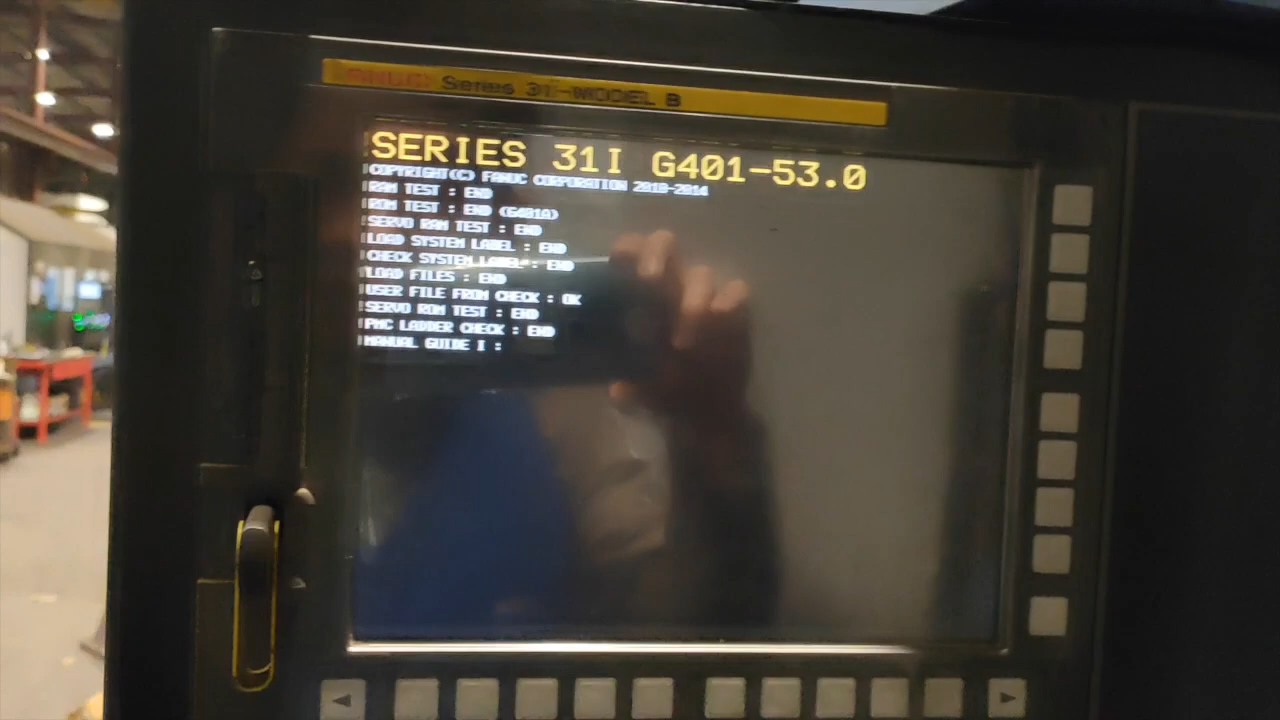 FANUC Series 31i-MODEL B
SERIES 31I G401-53.0
COPYRIGHT(C) FANUC CORPORATION 2010-2014
RAM TEST : END
ROM TEST : END (G401A)
SERVO RAM TEST : END
LOAD SYSTEM LABEL : END
CHECK SYSTEM LABEL : END
LOAD FILES : END
USER FILE FROM CHECK : OK
SERVO ROM TEST : END
PMC LADDER CHECK : END
MANUAL GUIDE I :